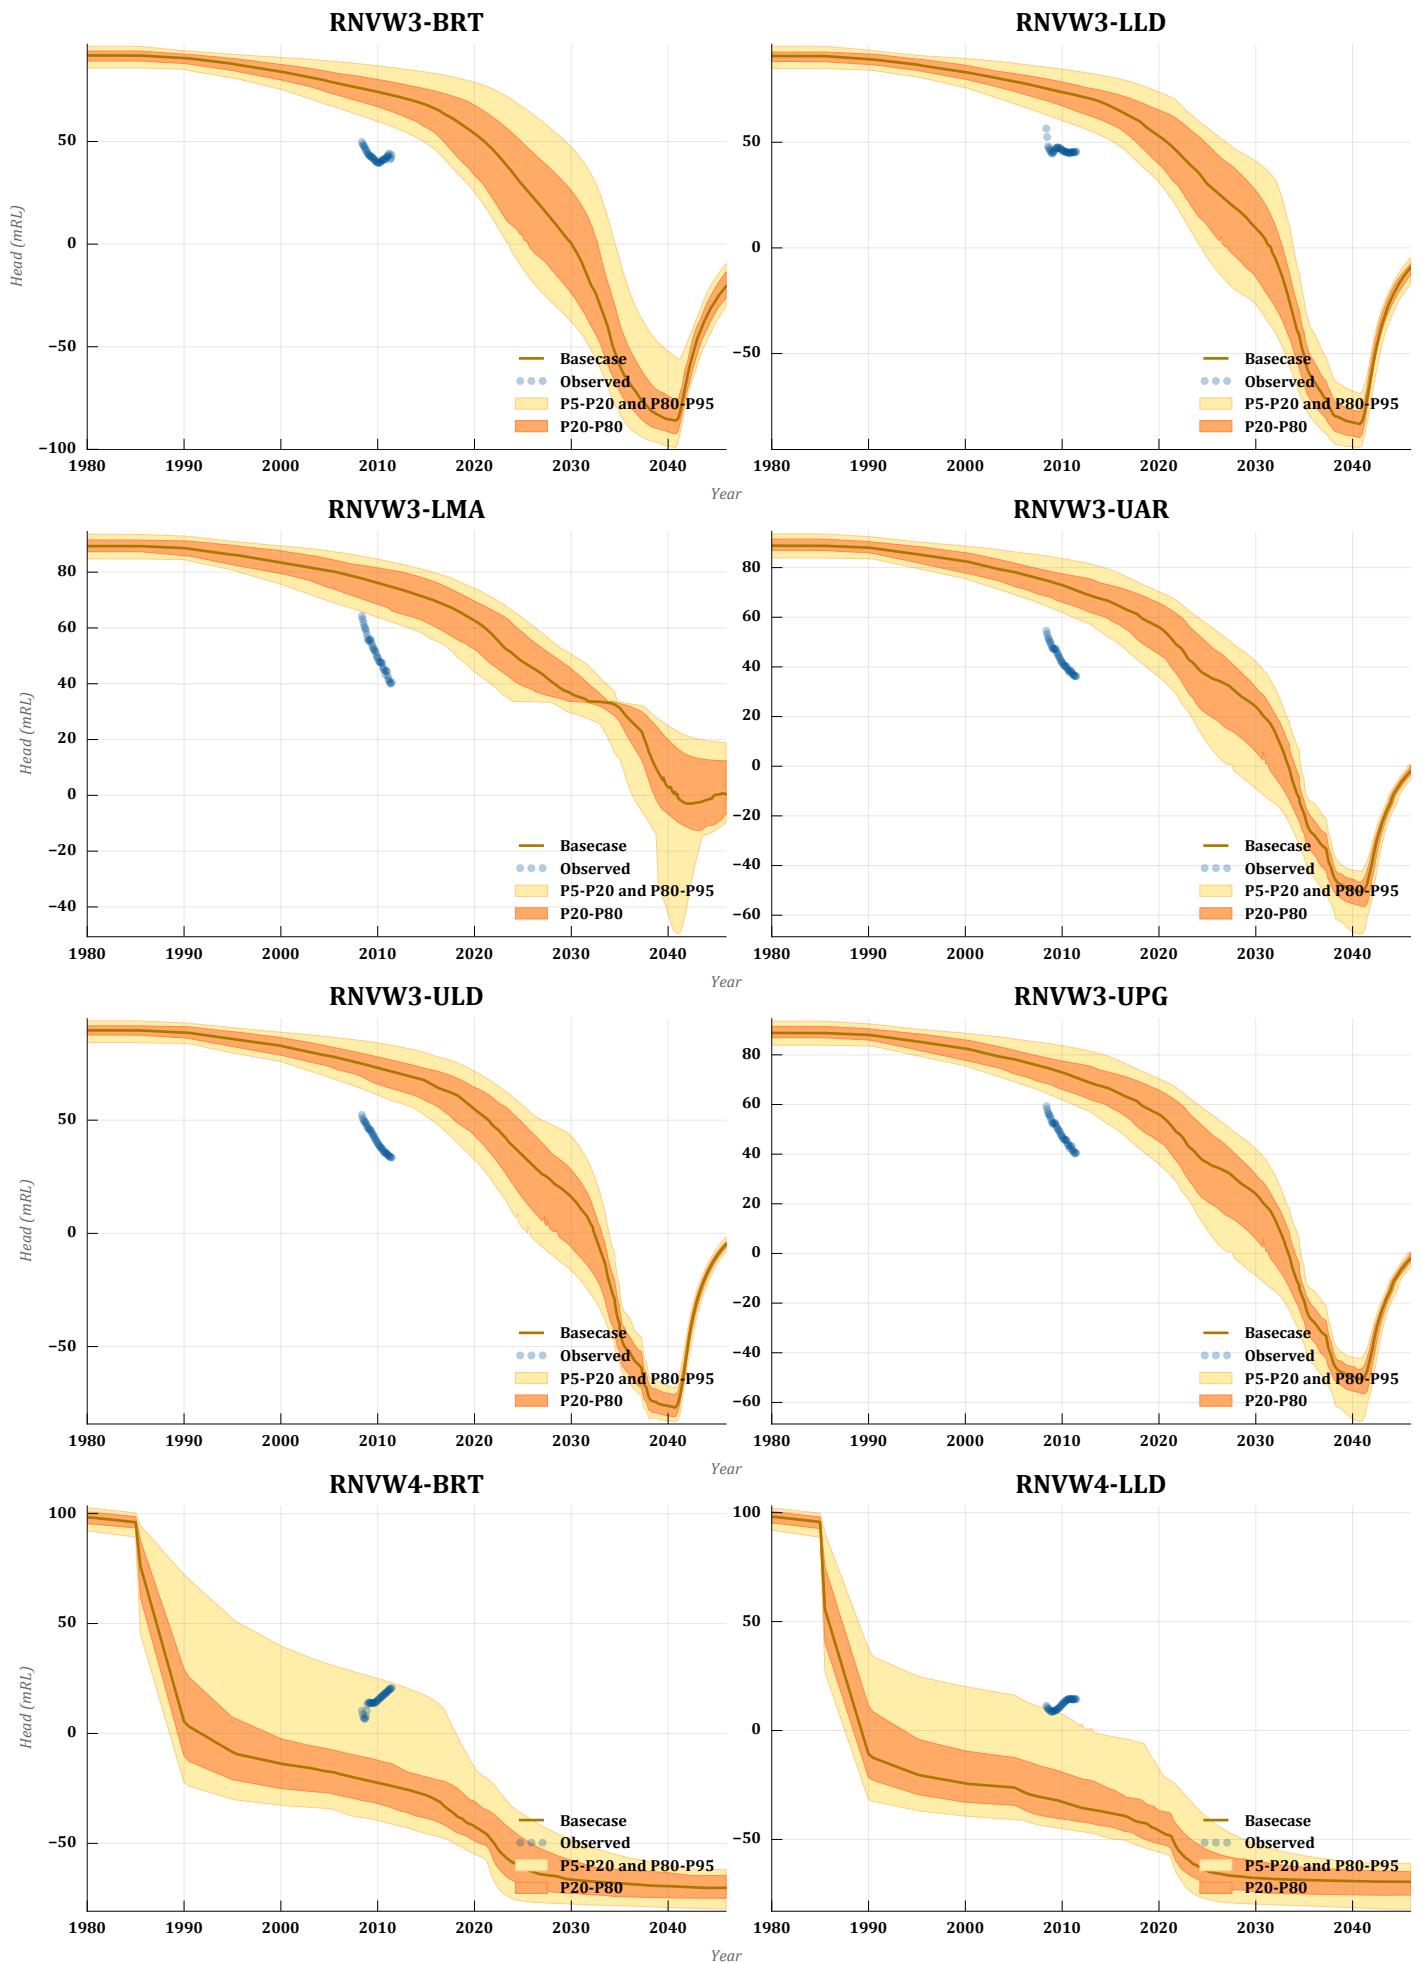 RNVW3-BRT
RNVW3-LLD
50
0
−50
−100
Head (mRL)
50
0
−50
Basecase
Observed
P5-P20 and P80-P95
P20-P80
Basecase
Observed
P5-P20 and P80-P95
P20-P80
1980 1990 2000 2010 2020 2030 2040
1980 1990 2000 2010 2020 2030 2040
Year
RNVW3-LMA
RNVW3-UAR
80
60
40
20
0
−20
−40
Head (mRL)
80
60
40
20
0
−20
−40
−60
Basecase
Observed
P5-P20 and P80-P95
P20-P80
Basecase
Observed
P5-P20 and P80-P95
P20-P80
1980 1990 2000 2010 2020 2030 2040
1980 1990 2000 2010 2020 2030 2040
Year
RNVW3-ULD
RNVW3-UPG
50
0
−50
Head (mRL)
80
60
40
20
0
−20
−40
−60
Basecase
Observed
P5-P20 and P80-P95
P20-P80
Basecase
Observed
P5-P20 and P80-P95
P20-P80
1980 1990 2000 2010 2020 2030 2040
1980 1990 2000 2010 2020 2030 2040
Year
RNVW4-BRT
RNVW4-LLD
100
50
0
−50
Head (mRL)
100
50
0
−50
Basecase
Observed
P5-P20 and P80-P95
P20-P80
Basecase
Observed
P5-P20 and P80-P95
P20-P80
1980 1990 2000 2010 2020 2030 2040
1980 1990 2000 2010 2020 2030 2040
Year